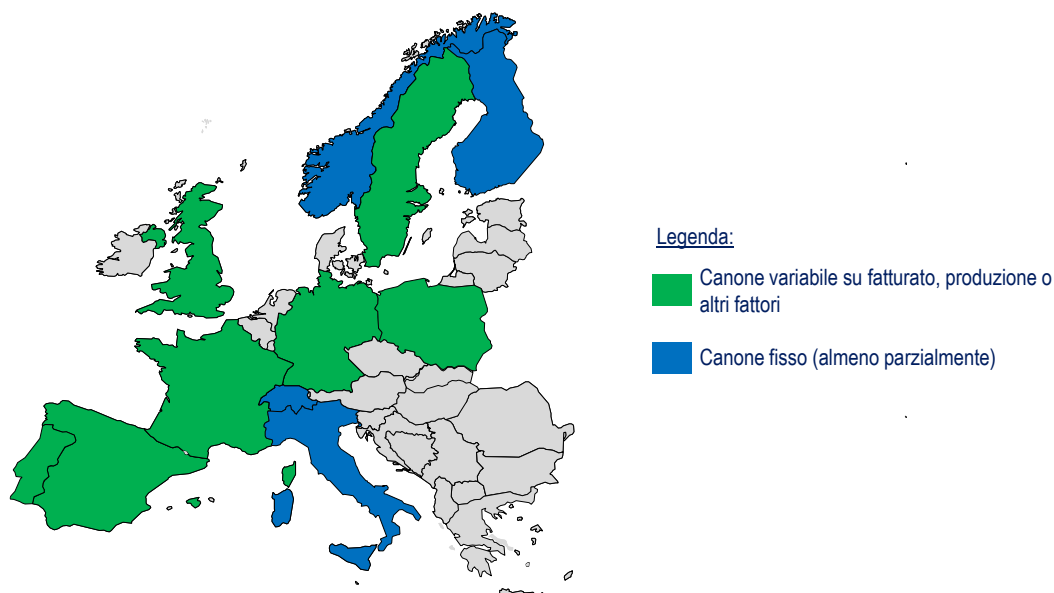 Legenda:
Canone variabile su fatturato, produzione o
altri fattori
Canone fisso (almeno parzialmente)